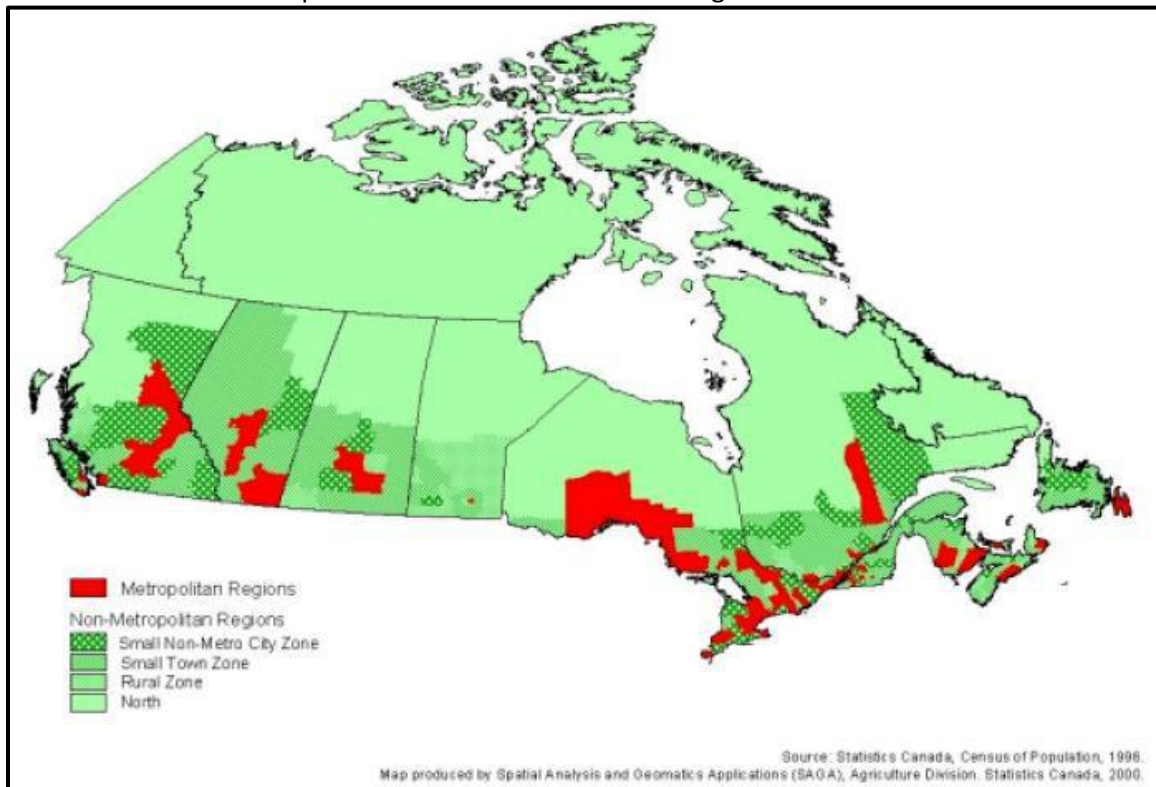 Metropolitan Regions
Non-Metropolitan Regions
Small Non-Metro City Zone
Small Town Zone
Rural Zone
North
Source: Statistics Canada, Census of Population, 1996.
Map produced by Spatial Analysis and Geomatics Applications (SAGA), Agriculture Division. Statistics Canada, 2000.